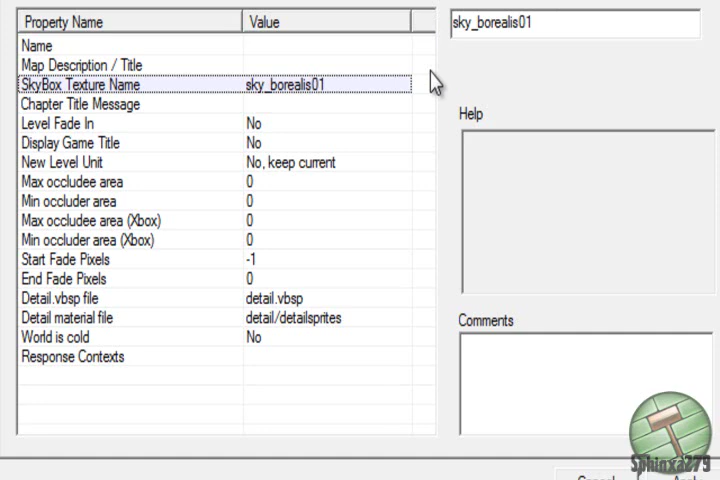 Property Name Value
sky_borealis01
Name
Map Description / Title
SkyBox Texture Name sky_borealis01
Chapter Title Message
Level Fade In No
Display Game Title No
New Level Unit No, keep current
Max occludee area 0
Min occluder area 0
Max occludee area (Xbox) 0
Min occluder area (Xbox) 0
Start Fade Pixels -1
End Fade Pixels 0
Detail.vbsp file detail.vbsp
Detail material file detail/detailsprites
World is cold No
Response Contexts
Help
Comments
Sphinxa279